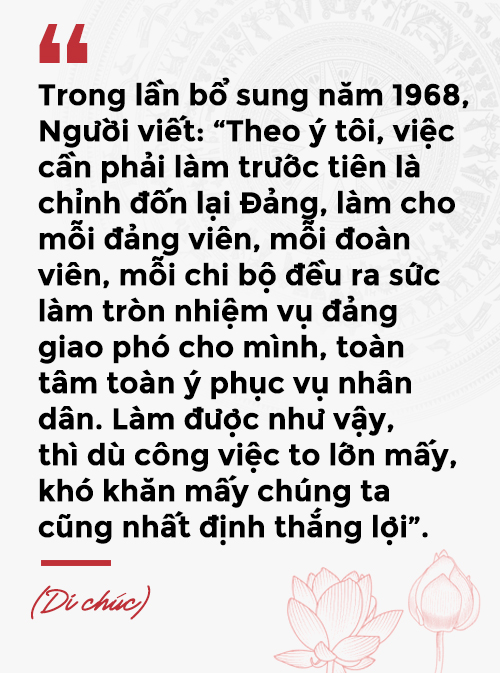 “
Trong lần bổ sung năm 1968,
Người viết: “Theo ý tôi, việc
cần phải làm trước tiên là
chỉnh đốn lại Đảng, làm cho
mỗi đảng viên, mỗi đoàn
viên, mỗi chi bộ đều ra sức
làm tròn nhiệm vụ đảng
giao phó cho mình, toàn
tâm toàn ý phục vụ nhân
dân. Làm được như vậy,
thì dù công việc to lớn mấy,
khó khăn mấy chúng ta
cũng nhất định thắng lợi”.
(Di chúc)